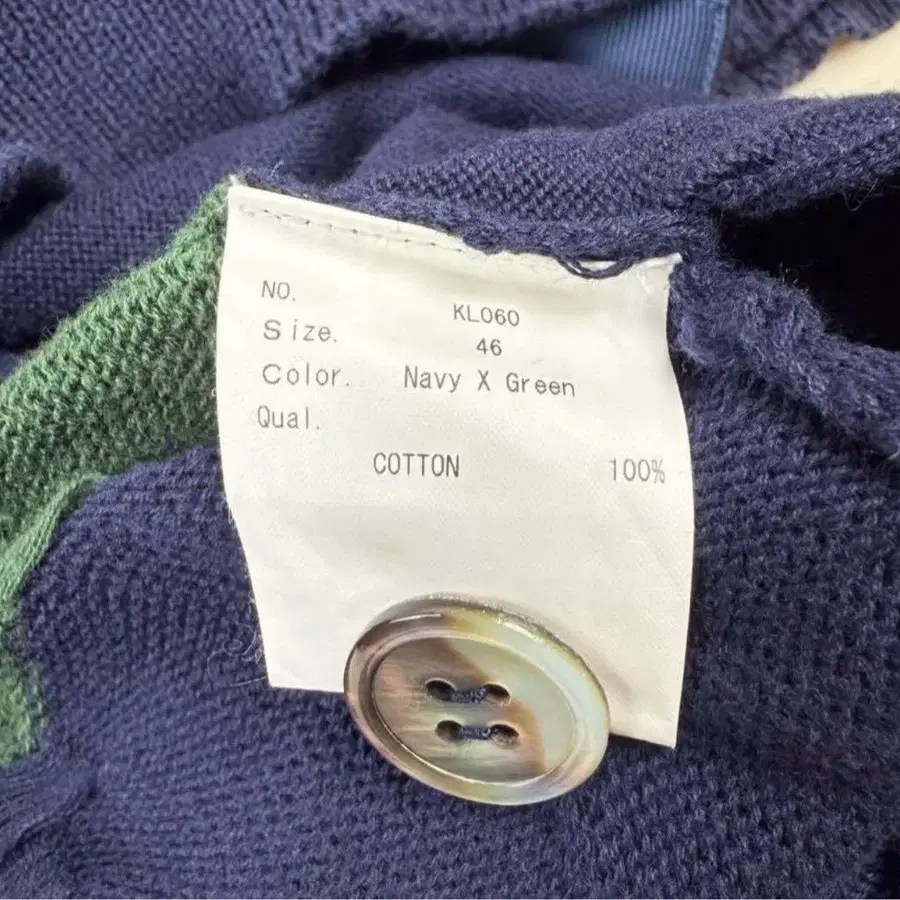 NO. KL060
Size. 46
Color. Navy X Green
Qual.
COTTON 100%